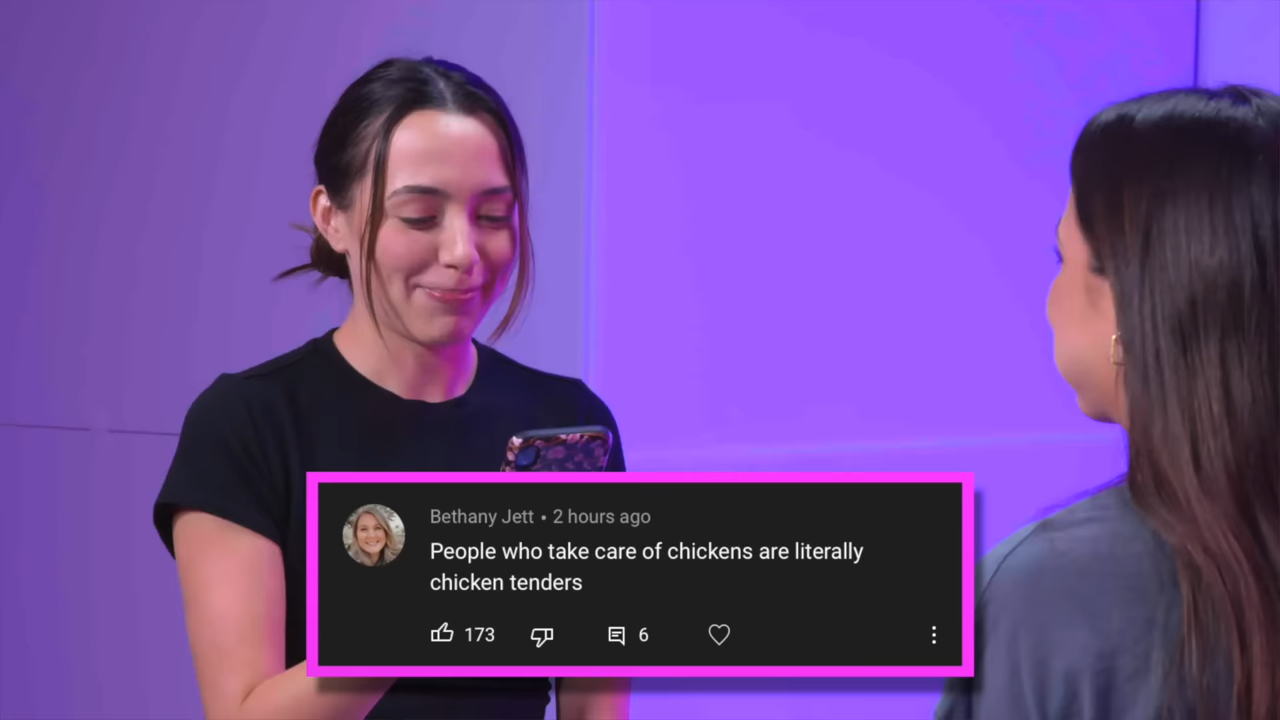 Bethany Jett • 2 hours ago
People who take care of chickens are literally
chicken tenders
173 6